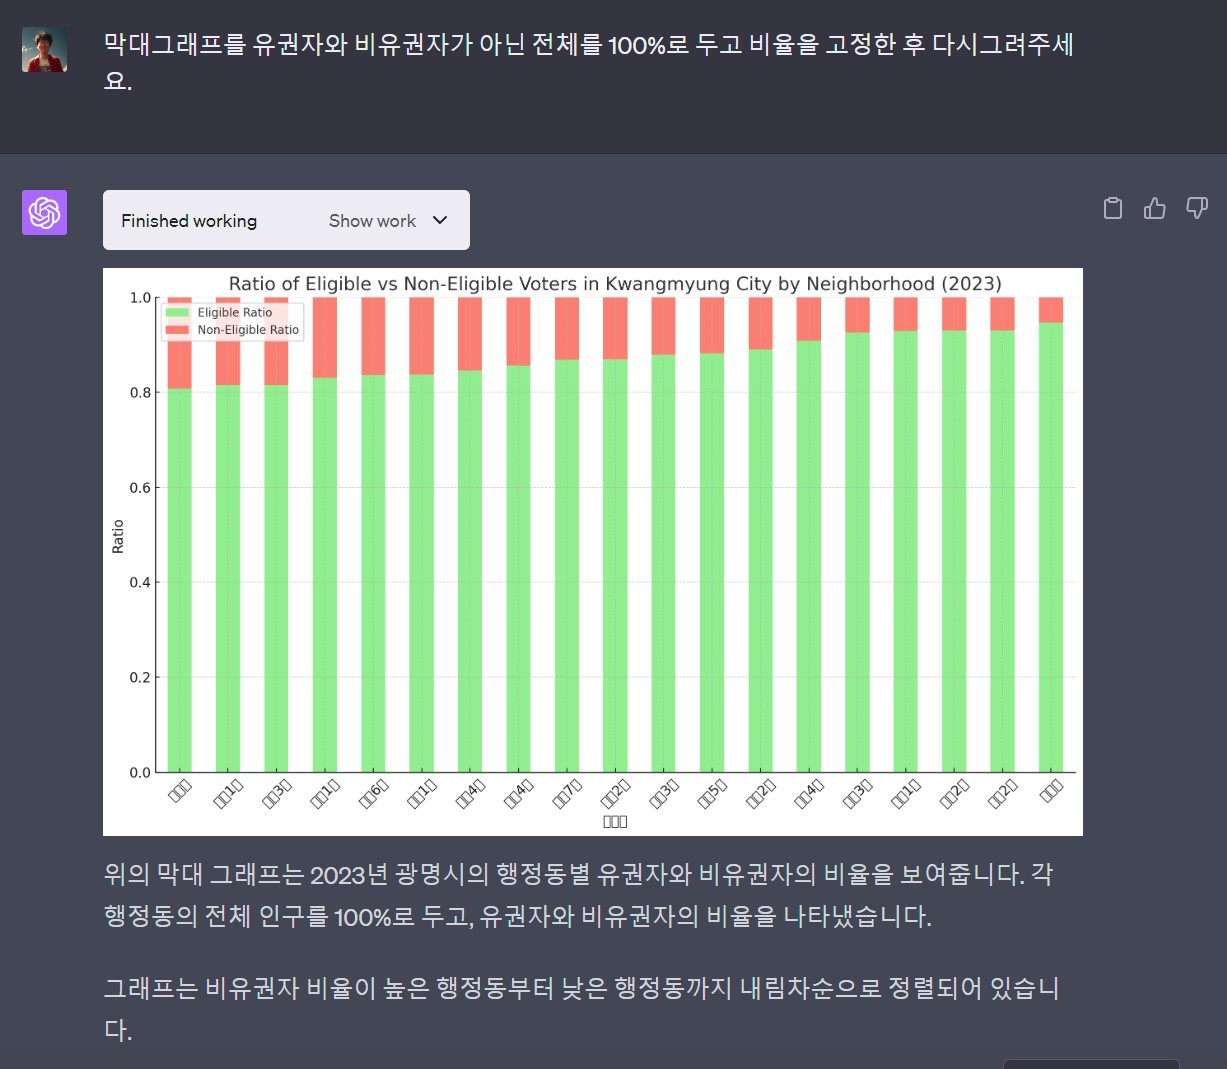 막대그래프를 유권자와 비유권자가 아닌 전체를 100%로 두고 비율을 고정한 후 다시그려주세
요.
Finished working
Show work
Ratio of Eligible vs Non-Eligible Voters in Kwangmyung City by Neighborhood (2023)
1.0
Eligible Ratio
Non-Eligible Ratio
0.8
0.6
Ratio
0.4
0.2
0.0
□□□ □□1□ □□3□ □□1□ □□6□ □□1□ □□4□ □□4□ □□7□ □□2□ □□3□ □□5□ □□2□ □□4□ □□3□ □□1□ □□2□ □□2□ □□□
□□□
위의 막대 그래프는 2023년 광명시의 행정동별 유권자와 비유권자의 비율을 보여줍니다. 각
행정동의 전체 인구를 100%로 두고, 유권자와 비유권자의 비율을 나타냈습니다.
그래프는 비유권자 비율이 높은 행정동부터 낮은 행정동까지 내림차순으로 정렬되어 있습니
다.